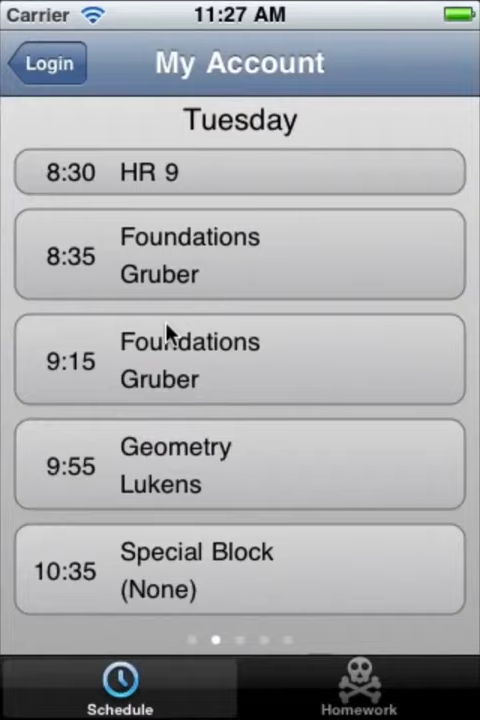 Carrier 11:27 AM
Login My Account
Tuesday
8:30 HR 9
8:35 Foundations
Gruber
9:15 Foundations
Gruber
9:55 Geometry
Lukens
10:35 Special Block
(None)
Schedule Homework